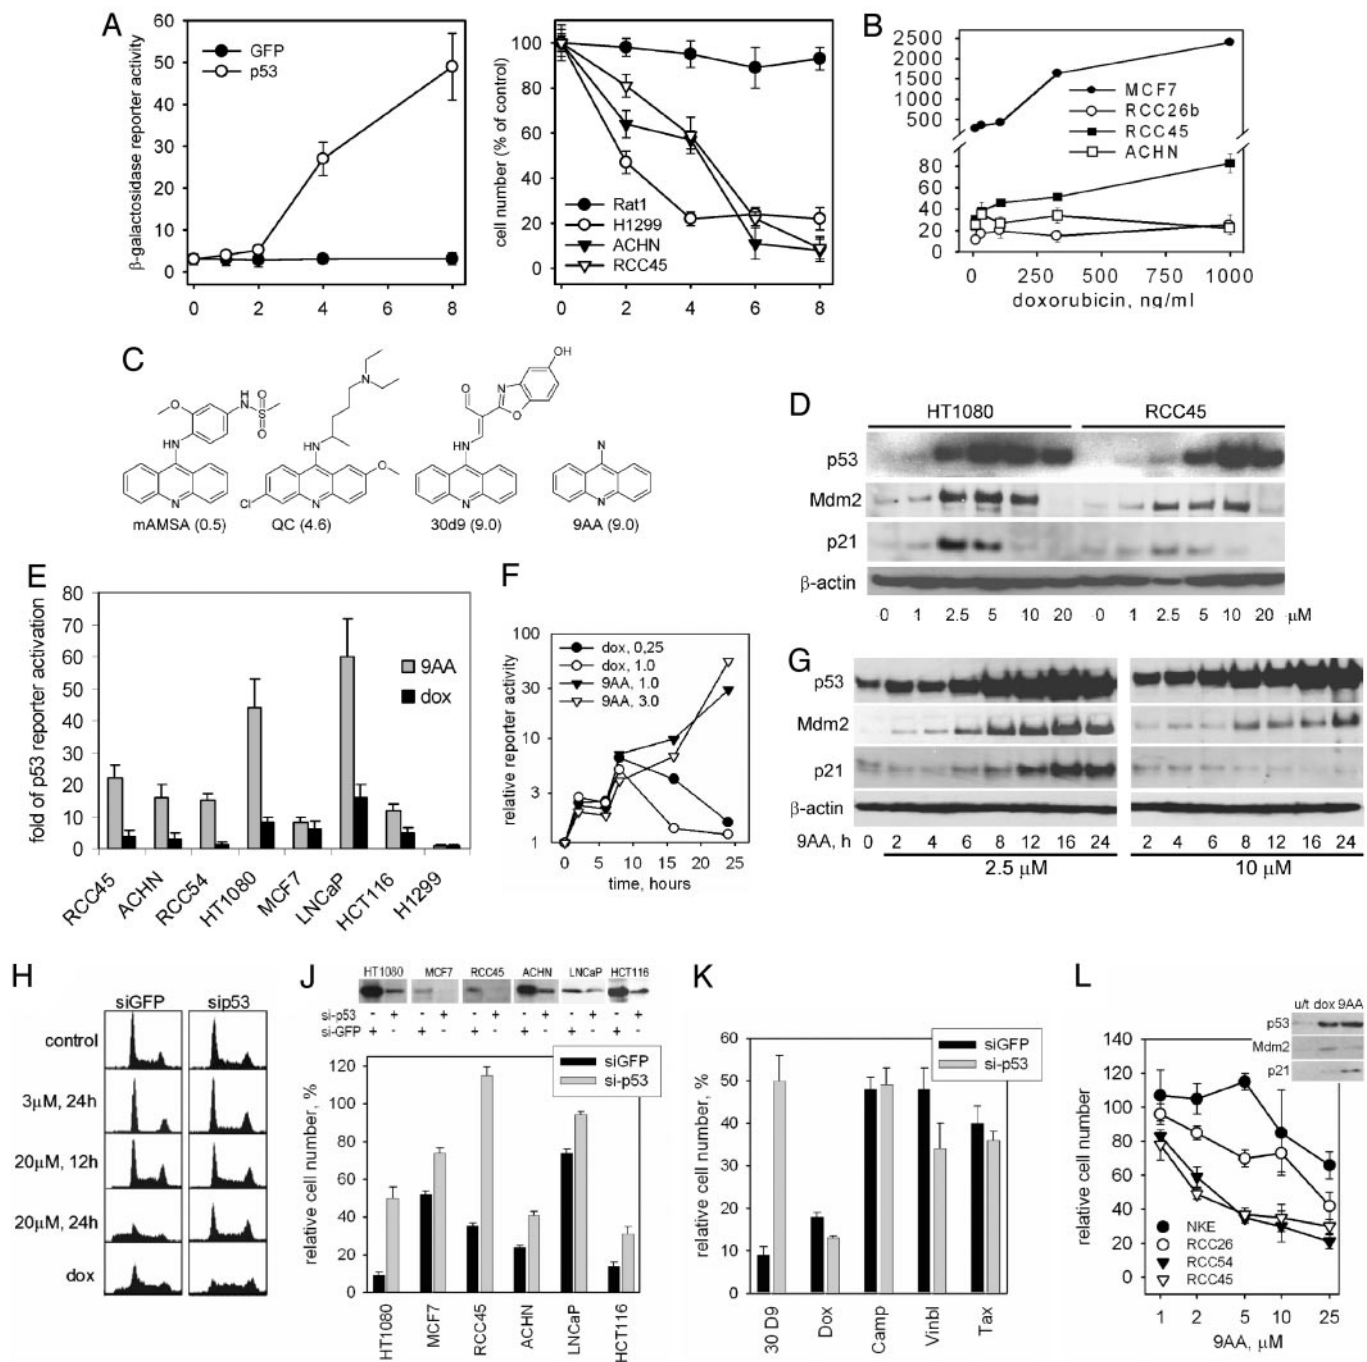 A
β-galactosidase reporter activity
60
50
40
30
20
10
0
GFP
p53
0 2 4 6 8
cell number (% of control)
100
80
60
40
20
0
Rat1
H1299
ACHN
RCC45
0 2 4 6 8
B
2500
2000
1500
1000
500
80
60
40
20
0
MCF7
RCC26b
RCC45
ACHN
0 250 500 750 1000
doxorubicin, ng/ml
C
HN
O
H
N
S
O
O
N
mAMSA (0.5)
N
HN
O
Cl
N
QC (4.6)
OH
O
N
O
HN
N
30d9 (9.0)
N
N
9AA (9.0)
D
HT1080 RCC45
p53
Mdm2
p21
β-actin
0 1 2.5 5 10 20 0 1 2.5 5 10 20 μM
E
fold of p53 reporter activation
80
70
60
50
40
30
20
10
0
9AA
dox
RCC45 ACHN RCC54 HT1080 MCF7 LNCaP HCT116 H1299
F
relative reporter activity
100
30
10
3
1
dox, 0,25
dox, 1.0
9AA, 1.0
9AA, 3.0
0 5 10 15 20 25
time, hours
G
p53
Mdm2
p21
β-actin
9AA, h 0 2 4 6 8 12 16 24 2 4 6 8 12 16 24
2.5 μM 10 μM
H
siGFP sip53
control
3μM, 24h
20μM, 12h
20μM, 24h
dox
J
HT1080 MCF7 RCC45 ACHN LNCaP HCT116
si-p53 - + - + - + - + - + - +
si-GFP + - + - + - + - + - + -
siGFP
si-p53
relative cell number, %
120
100
80
60
40
20
0
HT1080 MCF7 RCC45 ACHN LNCaP HCT116
K
relative cell number, %
60
50
40
30
20
10
0
siGFP
si-p53
30 D9 Dox Camp Vinbl Tax
L
u/t dox 9AA
p53
Mdm2
p21
relative cell number, %
140
120
100
80
60
40
20
0
NKE
RCC26
RCC54
RCC45
1 2 5 10 25
9AA, μM